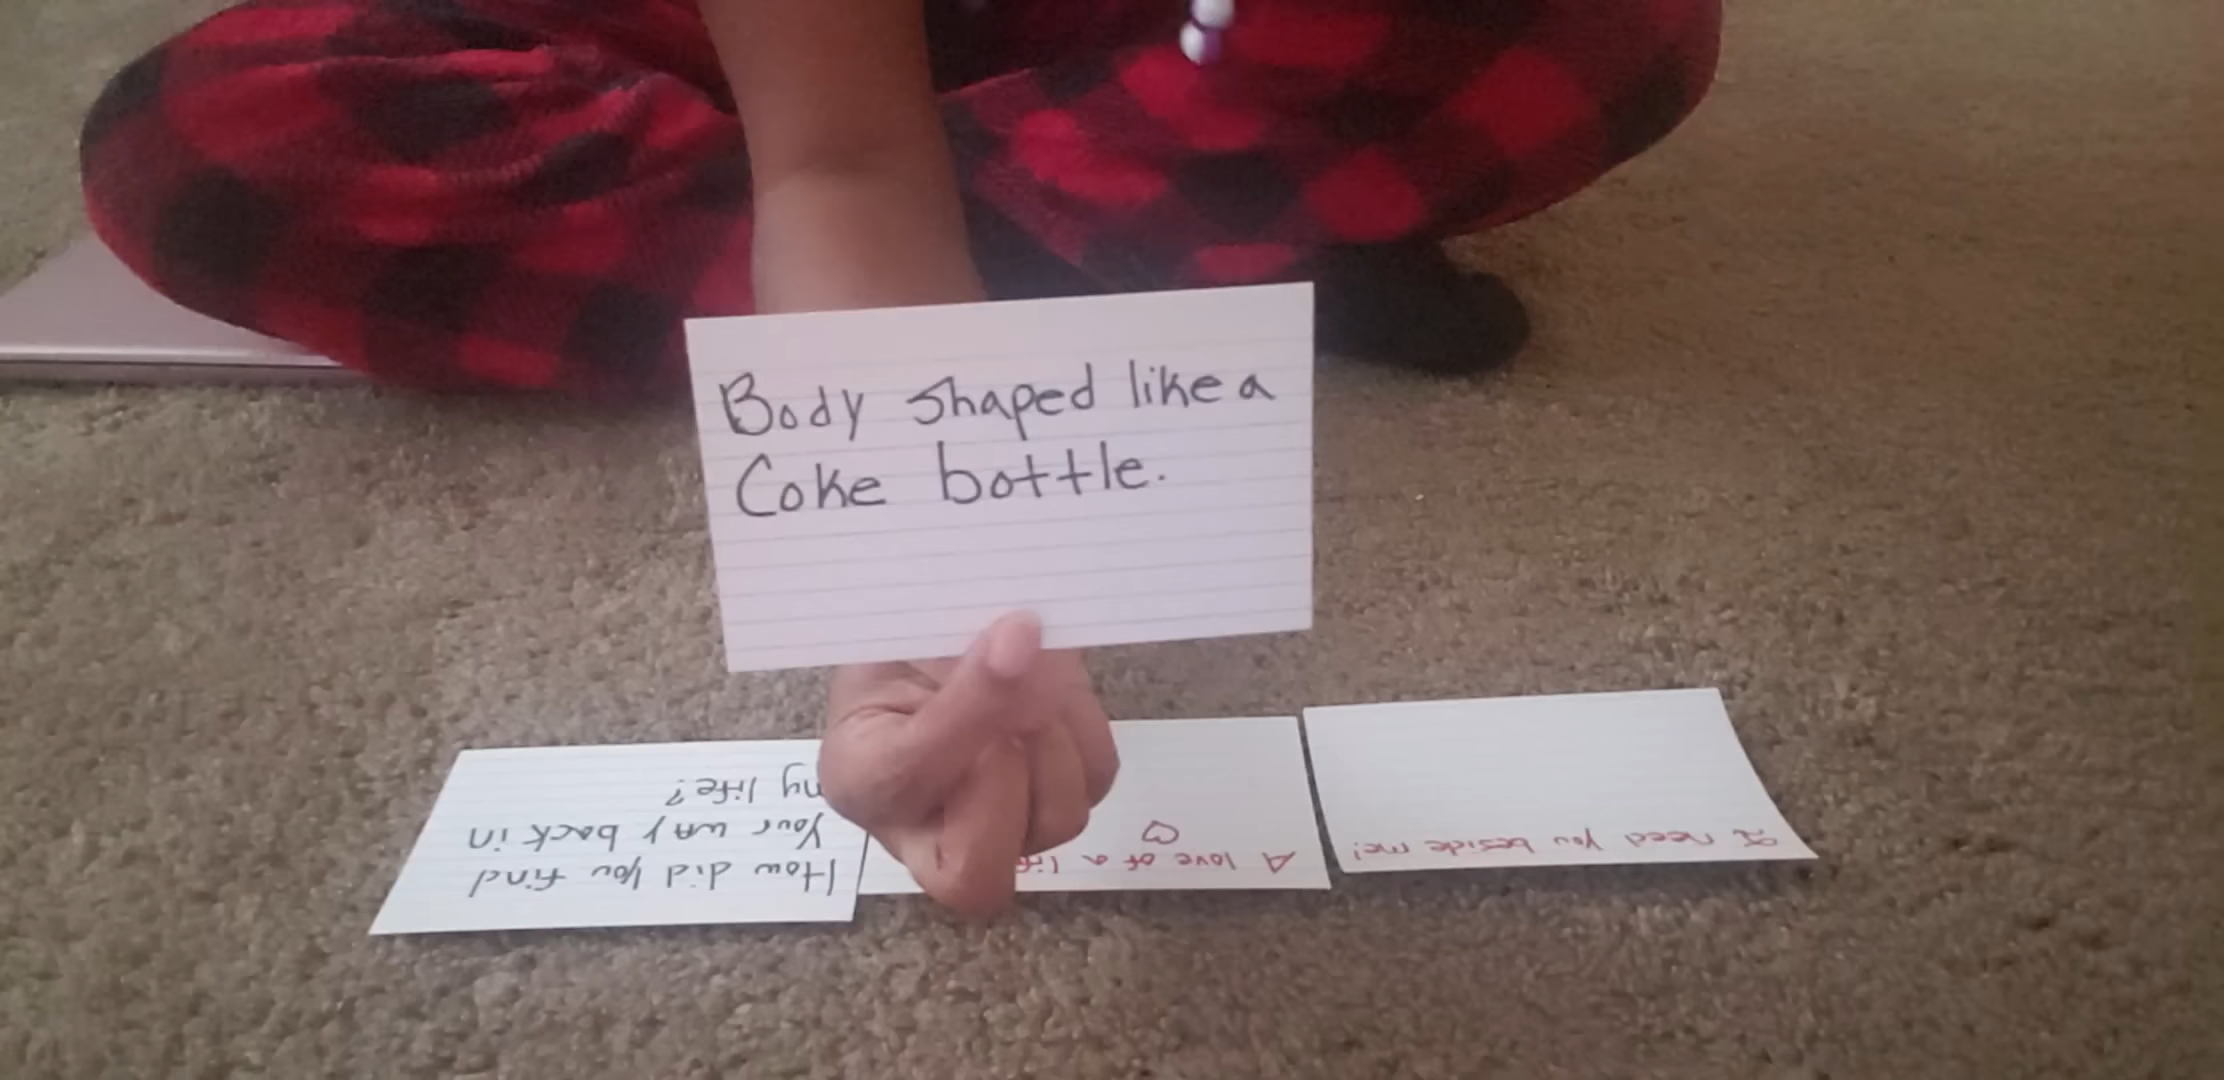 Body shaped like a
Coke bottle.
How did you find
Your way back in
my life?
A love of a life
I need you beside me!